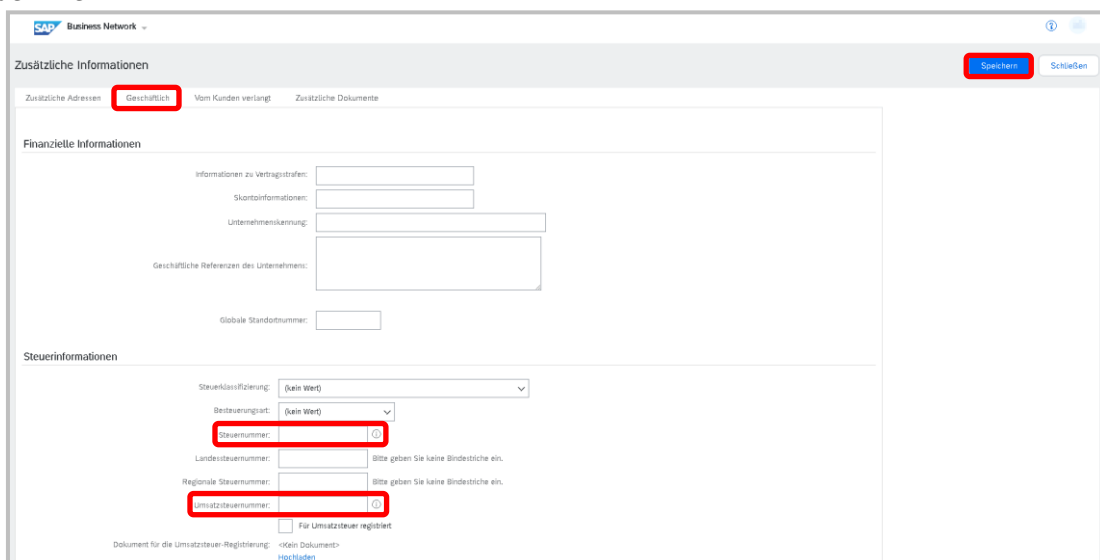 SAP Business Network
Zusätzliche Informationen
Speichern
Schließen
Zusätzliche Adressen Geschäftlich Vom Kunden verlangt Zusätzliche Dokumente
Finanzielle Informationen
Informationen zu Vertragsstrafen:
Skontoinformationen:
Unternehmenskennung:
Geschäftliche Referenzen des Unternehmens:
Globale Standortnummer:
Steuerinformationen
Steuerklassifizierung: (kein Wert)
Besteuerungsart: (kein Wert)
Steuernummer:
Landessteuernummer: Bitte geben Sie keine Bindestriche ein.
Regionale Steuernummer: Bitte geben Sie keine Bindestriche ein.
Umsatzsteuernummer:
Für Umsatzsteuer registriert
Dokument für die Umsatzsteuer-Registrierung: <Kein Dokument>
Hochladen